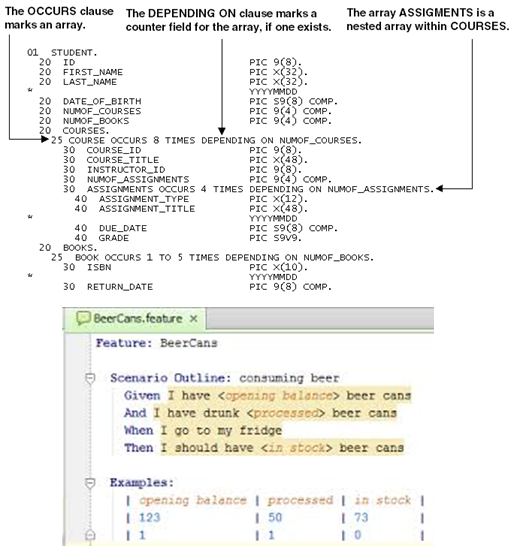 The OCCURS clause marks an array.
The DEPENDING ON clause marks a counter field for the array, if one exists.
The array ASSIGMENTS is a nested array within COURSES.
01 STUDENT.
20 ID PIC 9(8).
20 FIRST_NAME PIC X(32).
20 LAST_NAME PIC X(32).
* YYYYMMDD
20 DATE_OF_BIRTH PIC S9(8) COMP.
20 NUMOF_COURSES PIC 9(4) COMP.
20 NUMOF_BOOKS PIC 9(4) COMP.
20 COURSES.
25 COURSE OCCURS 8 TIMES DEPENDING ON NUMOF_COURSES.
30 COURSE_ID PIC 9(8).
30 COURSE_TITLE PIC X(48).
30 INSTRUCTOR_ID PIC 9(8).
30 NUMOF_ASSIGNMENTS PIC 9(4) COMP.
30 ASSIGNMENTS OCCURS 4 TIMES DEPENDING ON NUMOF_ASSIGNMENTS.
40 ASSIGNMENT_TYPE PIC X(12).
40 ASSIGNMENT_TITLE PIC X(48).
* YYYYMMDD
40 DUE_DATE PIC S9(8) COMP.
40 GRADE PIC S9V9.
20 BOOKS.
25 BOOK OCCURS 1 TO 5 TIMES DEPENDING ON NUMOF_BOOKS.
30 ISBN PIC X(10).
* YYYYMMDD
30 RETURN_DATE PIC 9(8) COMP.
BeerCans.feature ×
Feature: BeerCans
Scenario Outline: consuming beer
Given I have <opening balance> beer cans
And I have drunk <processed> beer cans
When I go to my fridge
Then I should have <in stock> beer cans
Examples:
| opening balance | processed | in stock |
| 123 | 50 | 73 |
| 1 | 1 | 0 |